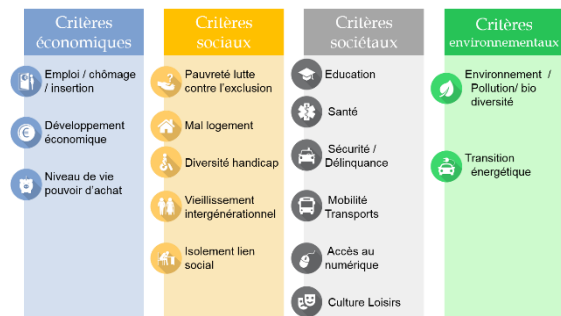 Critères
économiques
Emploi / chômage
/ insertion
Développement
économique
Niveau de vie
pouvoir d'achat
Critères
sociaux
Pauvreté lutte
contre l'exclusion
Mal logement
Diversité handicap
Vieillissement
intergénérationnel
Isolement lien
social
Critères
sociétaux
Education
Santé
Sécurité /
Délinquance
Mobilité
Transports
Accès au
numérique
Culture Loisirs
Critères
environnementaux
Environnement /
Pollution/ bio
diversité
Transition
énergétique